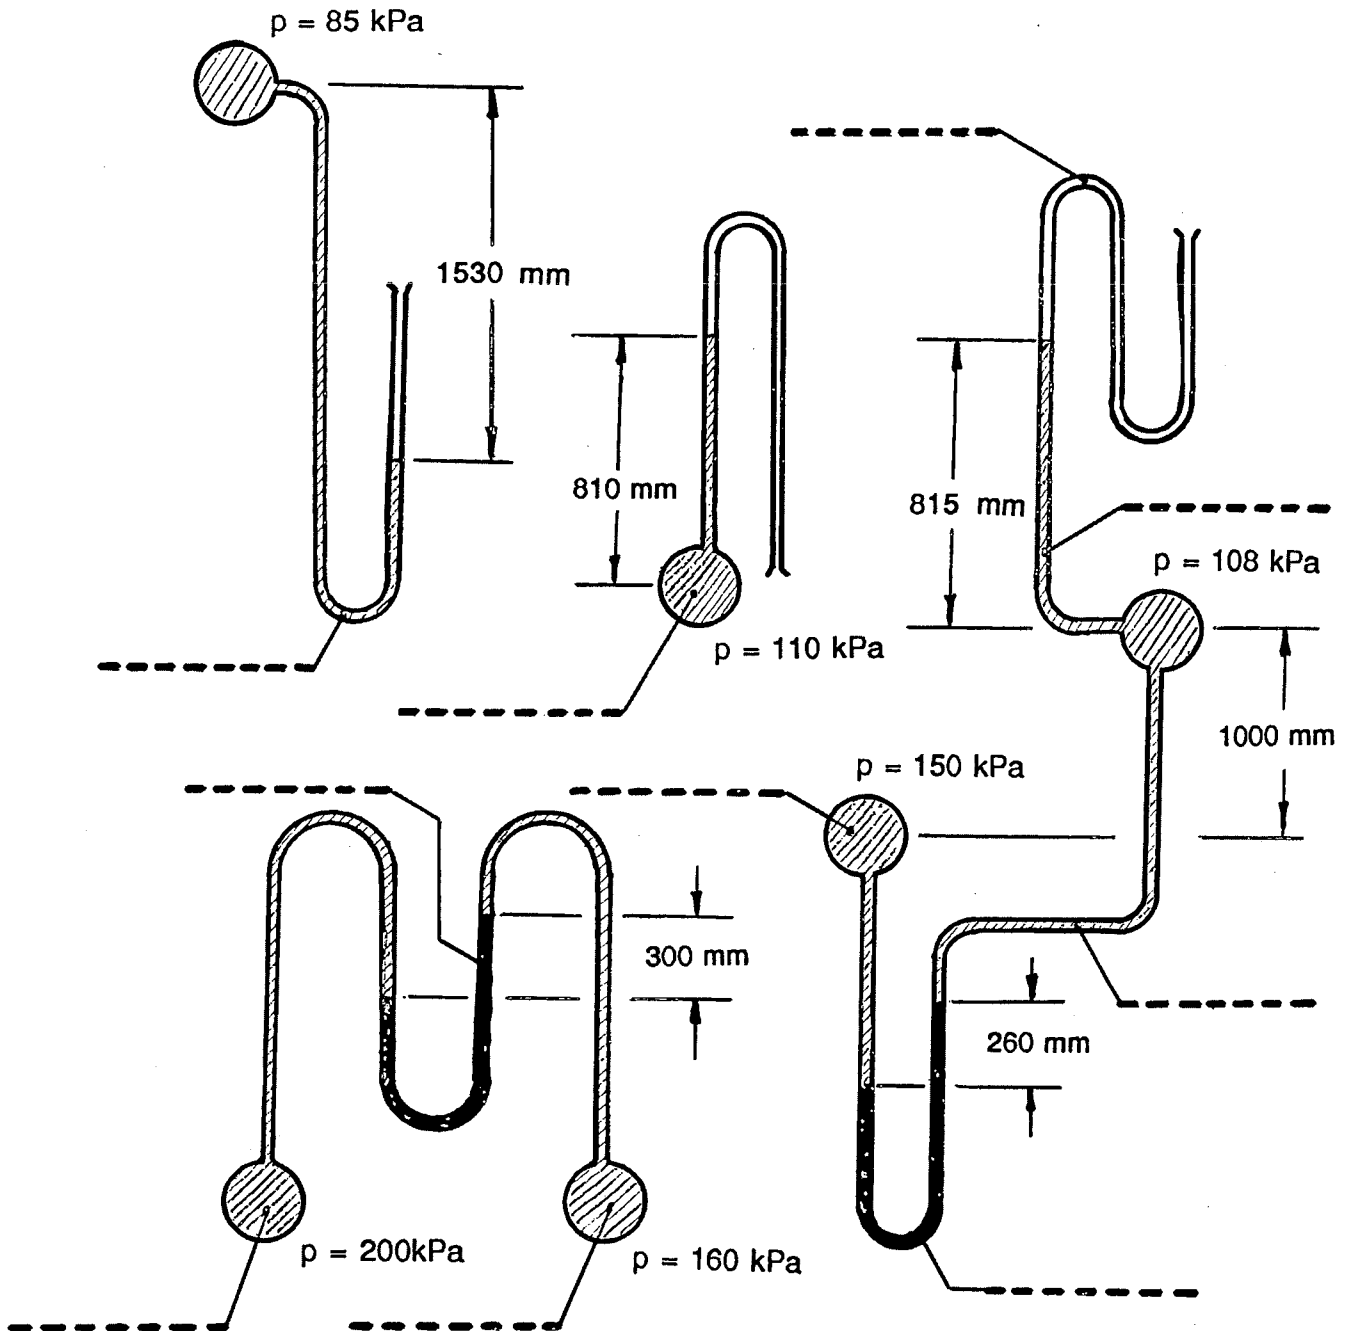 p = 85 kPa
1530 mm
810 mm
p = 110 kPa
815 mm
p = 108 kPa
1000 mm
p = 150 kPa
300 mm
260 mm
p = 200kPa
p = 160 kPa